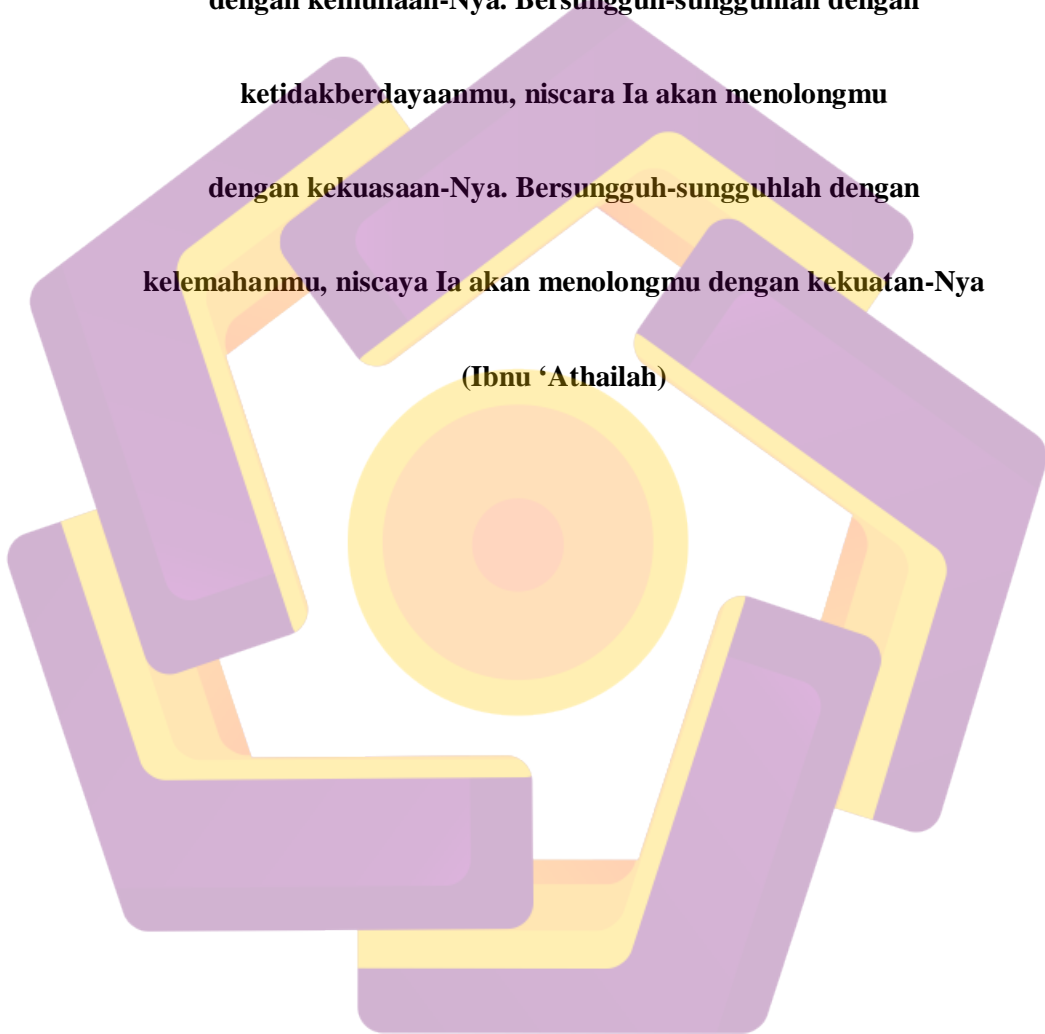 dengan kemuliaan-Nya. Bersungguh-sungguhlah dengan
ketidakberdayaanmu, niscara Ia akan menolongmu
dengan kekuasaan-Nya. Bersungguh-sungguhlah dengan
kelemahanmu, niscaya Ia akan menolongmu dengan kekuatan-Nya
(Ibnu ‘Athailah)